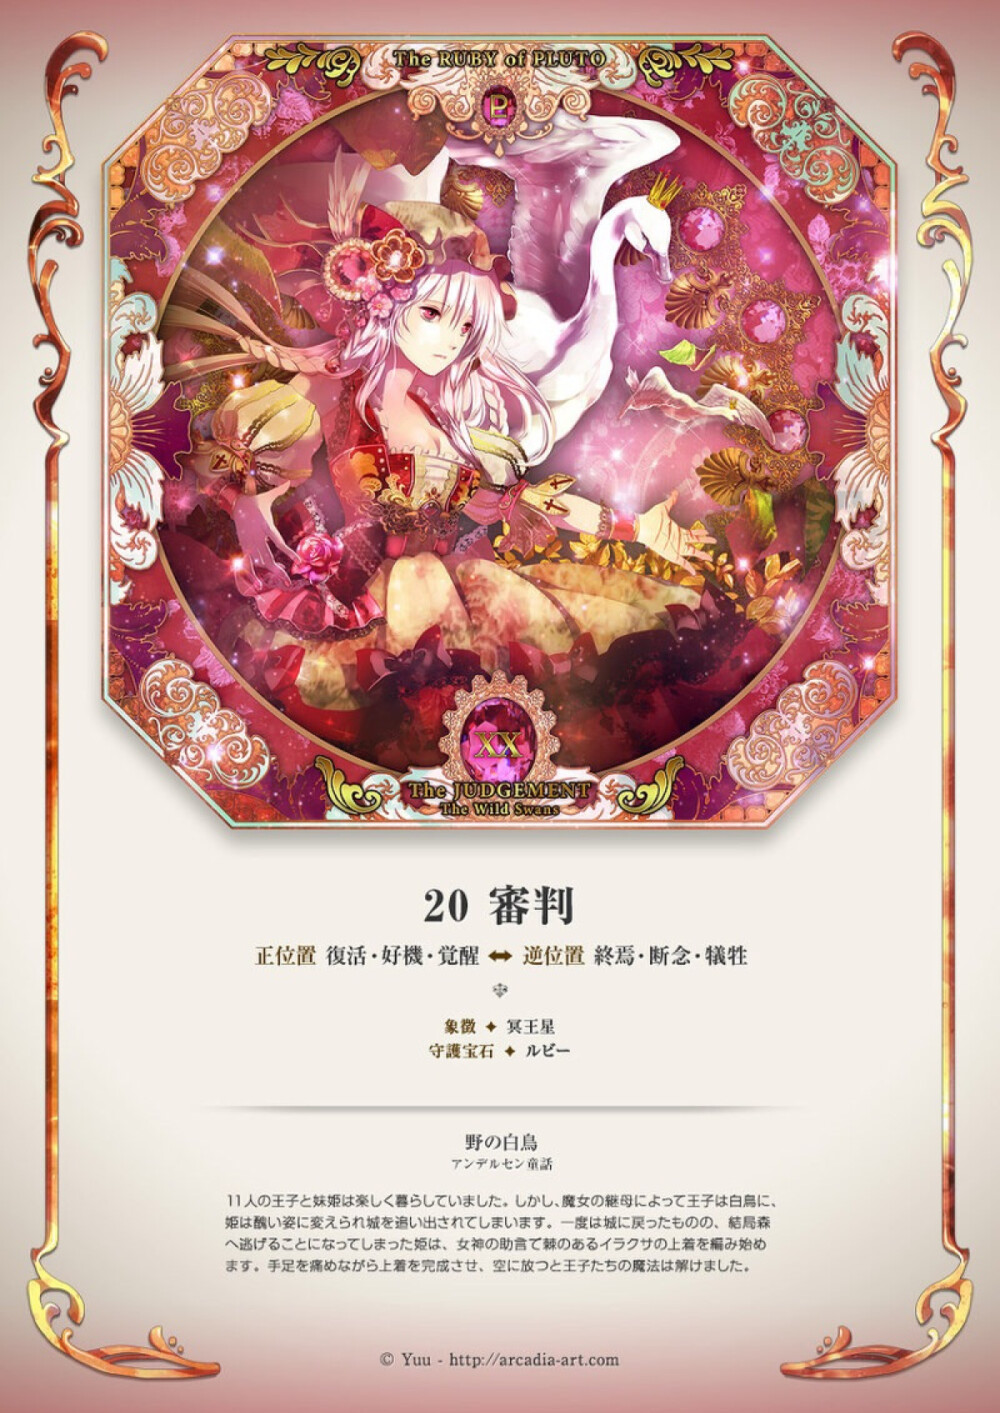 The RUBY of PLUTO
XX
The JUDGEMENT
The Wild Swans
20 審判
正位置 復活・好機・覚醒 ⬌ 逆位置 終焉・断念・犠牲
象徴 ✦ 冥王星
守護宝石 ✦ ルビー
野の白鳥
アンデルセン童話
11人の王子と妹姫は楽しく暮らしていました。しかし、魔女の継母によって王子は白鳥に、
姫は醜い姿に変えられ城を追い出されてしまいます。一度は城に戻ったものの、結局森
へ逃げることになってしまった姫は、女神の助言で棘のあるイラクサの上着を編み始め
ます。手足を痛めながら上着を完成させ、空に放つと王子たちの魔法は解けました。
© Yuu - http://arcadia-art.com